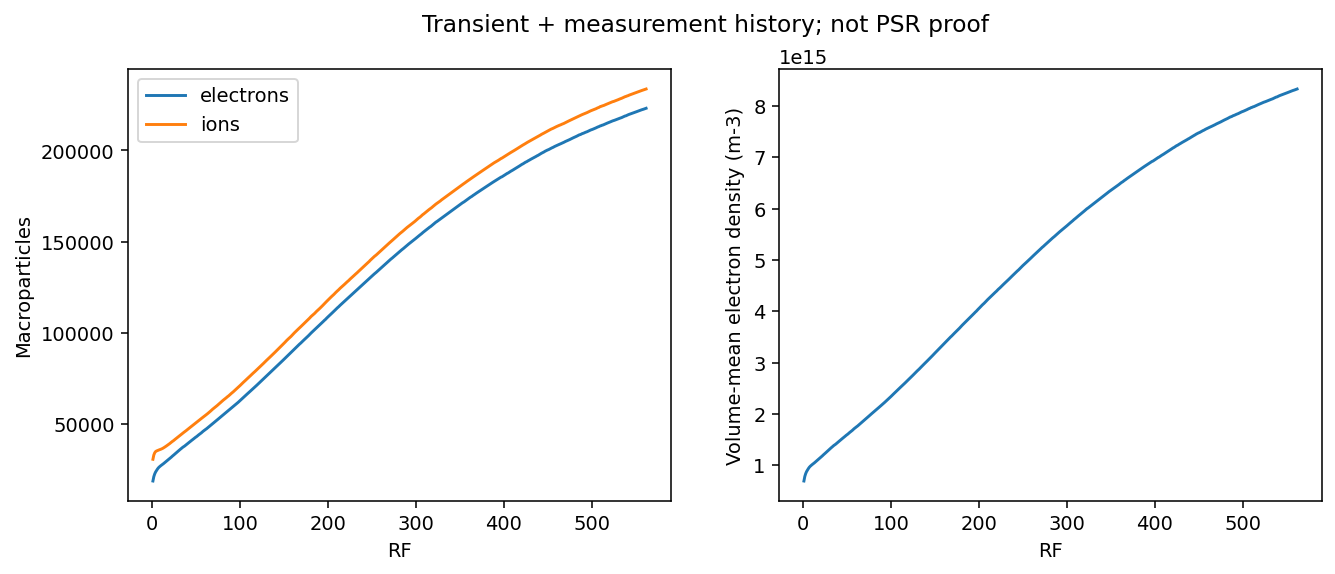 Transient + measurement history; not PSR proof
electrons
ions
Macroparticles
200000
150000
100000
50000
0 100 200 300 400 500
RF
1e15
Volume-mean electron density (m-3)
8
7
6
5
4
3
2
1
0 100 200 300 400 500
RF